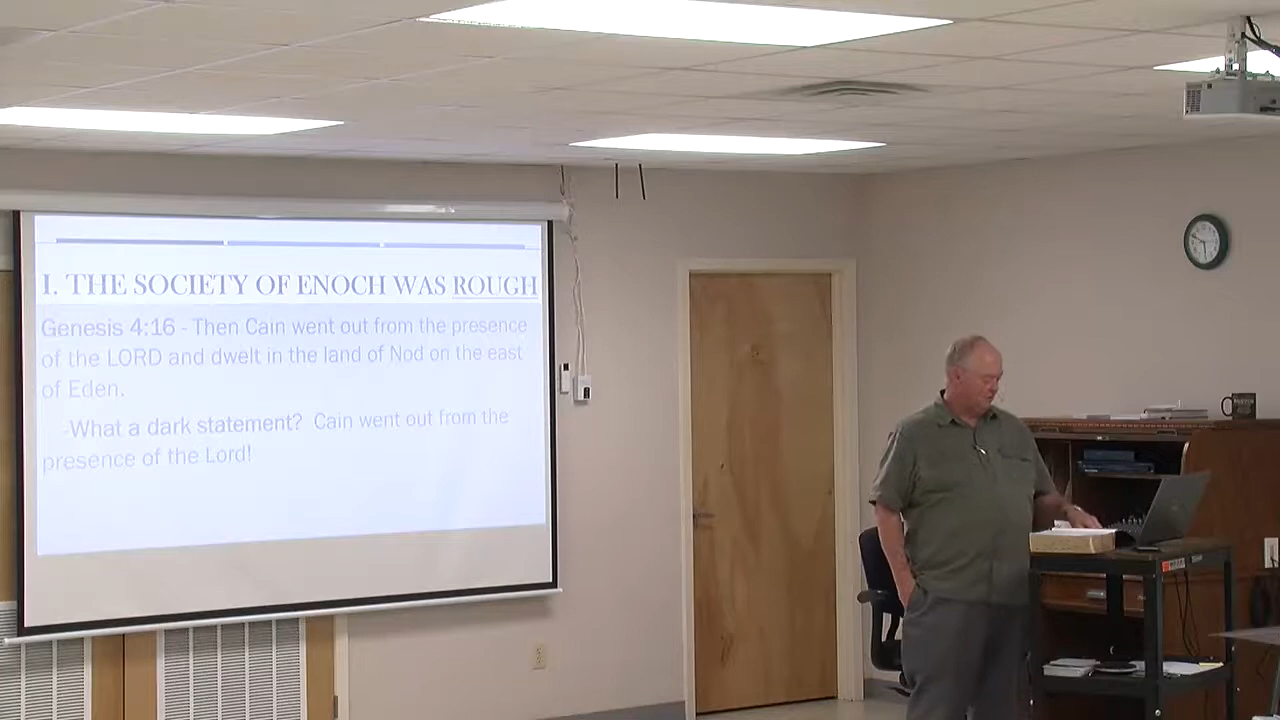 I. THE SOCIETY OF ENOCH WAS ROUGH
Genesis 4:16 - Then Cain went out from the presence
of the LORD and dwelt in the land of Nod on the east
of Eden.
-What a dark statement? Cain went out from the
presence of the Lord!